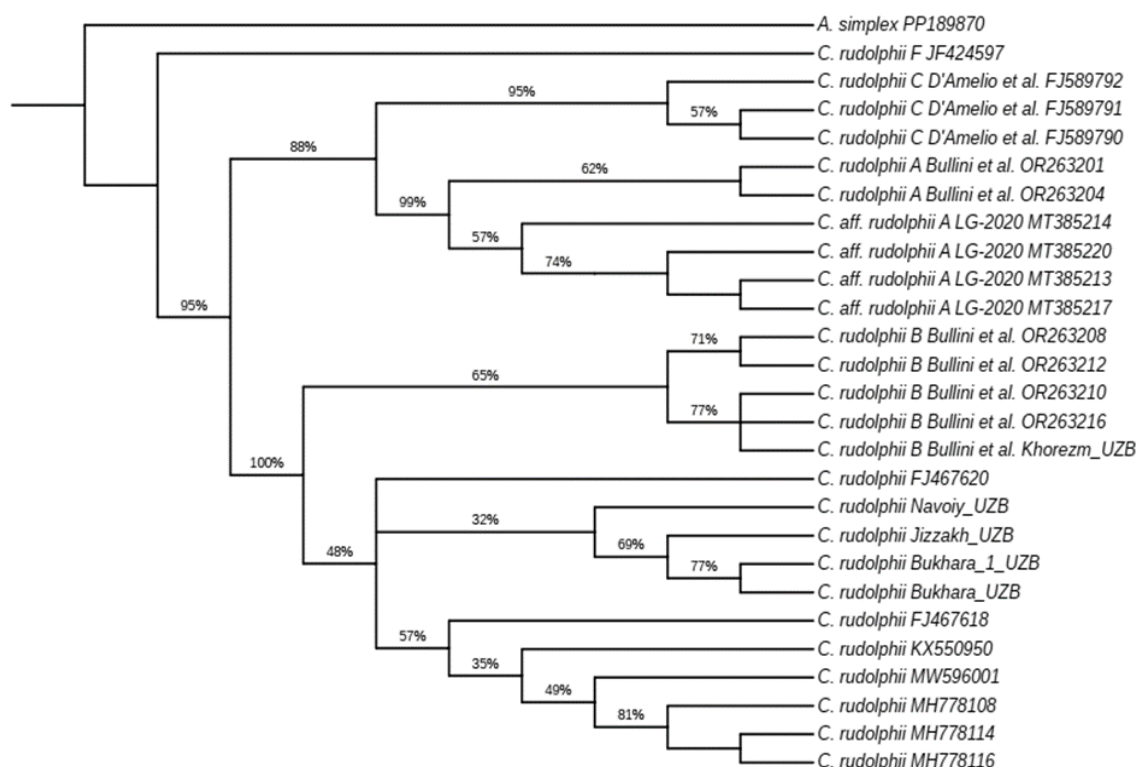 A. simplex PP189870
C. rudolphii F JF424597
C. rudolphii C D'Amelio et al. FJ589792
95%
57%
C. rudolphii C D'Amelio et al. FJ589791
C. rudolphii C D'Amelio et al. FJ589790
88%
62%
C. rudolphii A Bullini et al. OR263201
C. rudolphii A Bullini et al. OR263204
99%
C. aff. rudolphii A LG-2020 MT385214
57%
C. aff. rudolphii A LG-2020 MT385220
74%
C. aff. rudolphii A LG-2020 MT385213
95%
C. aff. rudolphii A LG-2020 MT385217
71%
C. rudolphii B Bullini et al. OR263208
C. rudolphii B Bullini et al. OR263212
65%
C. rudolphii B Bullini et al. OR263210
77%
C. rudolphii B Bullini et al. OR263216
C. rudolphii B Bullini et al. Khorezm_UZB
100%
C. rudolphii FJ467620
C. rudolphii Navoiy_UZB
32%
C. rudolphii Jizzakh_UZB
69%
48%
C. rudolphii Bukhara_1_UZB
77%
C. rudolphii Bukhara_UZB
C. rudolphii FJ467618
57%
C. rudolphii KX550950
35%
C. rudolphii MW596001
49%
C. rudolphii MH778108
81%
C. rudolphii MH778114
C. rudolphii MH778116